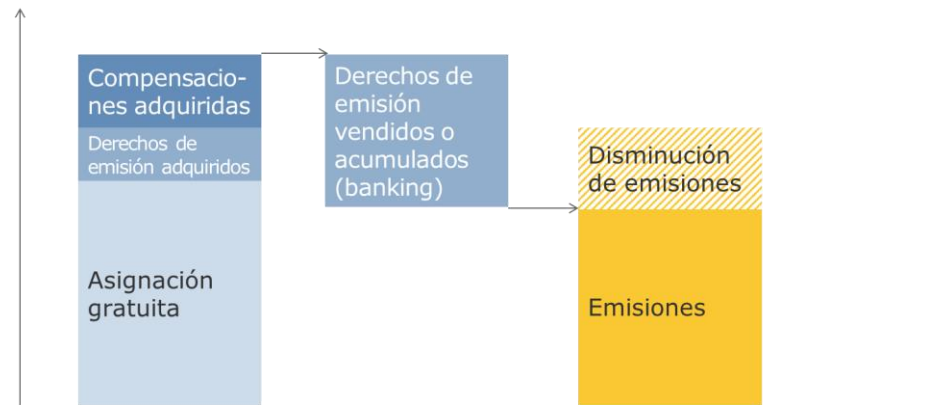 Compensacio-
nes adquiridas
Derechos de
emisión adquiridos
Asignación
gratuita
Derechos de
emisión
vendidos o
acumulados
(banking)
Disminución
de emisiones
Emisiones